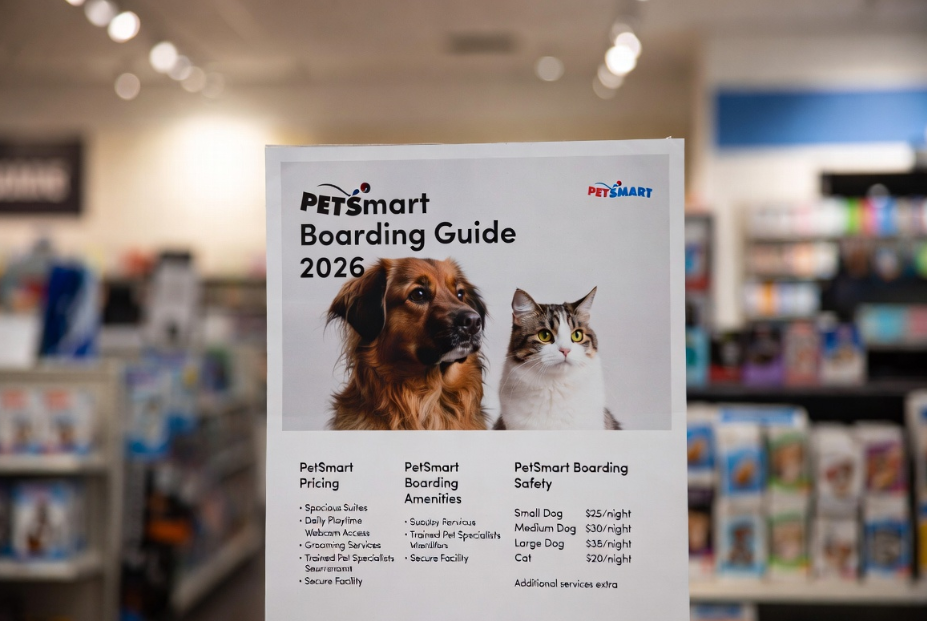 PETSmart
Boarding Guide
2026
PETSMART
PetSmart
Pricing
• Spacious Suites
• Daily Playtime
Webcam Access
• Grooming Services
• Trained Pet Specialists
• Secure Facility
PetSmart
Boarding
Amenities
• Trained Pet Specialists
• Secure Facility
PetSmart Boarding
Safety
Small Dog $25/night
Medium Dog $30/night
Large Dog $35/night
Cat $20/night
Additional services extra